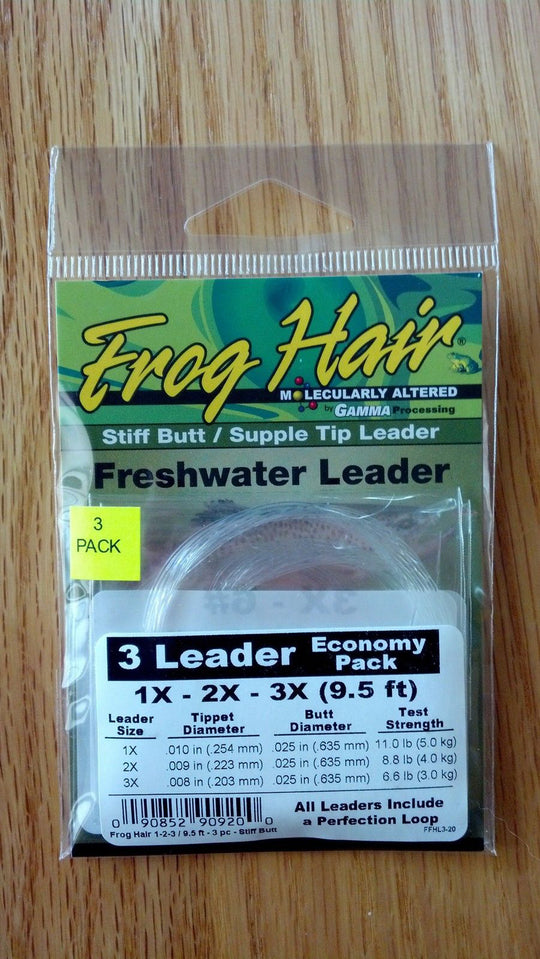 Frog Hair®
MOLECULARLY ALTERED
by GAMMA Processing
Stiff Butt / Supple Tip Leader
Freshwater Leader
3
PACK
3X - 6#
3 Leader Economy Pack
1X - 2X - 3X (9.5 ft)
Leader Size Tippet Diameter Butt Diameter Test Strength
1X .010 in (.254 mm) .025 in (.635 mm) 11.0 lb (5.0 kg)
2X .009 in (.223 mm) .025 in (.635 mm) 8.8 lb (4.0 kg)
3X .008 in (.203 mm) .025 in (.635 mm) 6.6 lb (3.0 kg)
0 90852 90920 0
Frog Hair 1-2-3 / 9.5 ft - 3 pc - Stiff Butt
All Leaders Include
a Perfection Loop
FFHL3-20